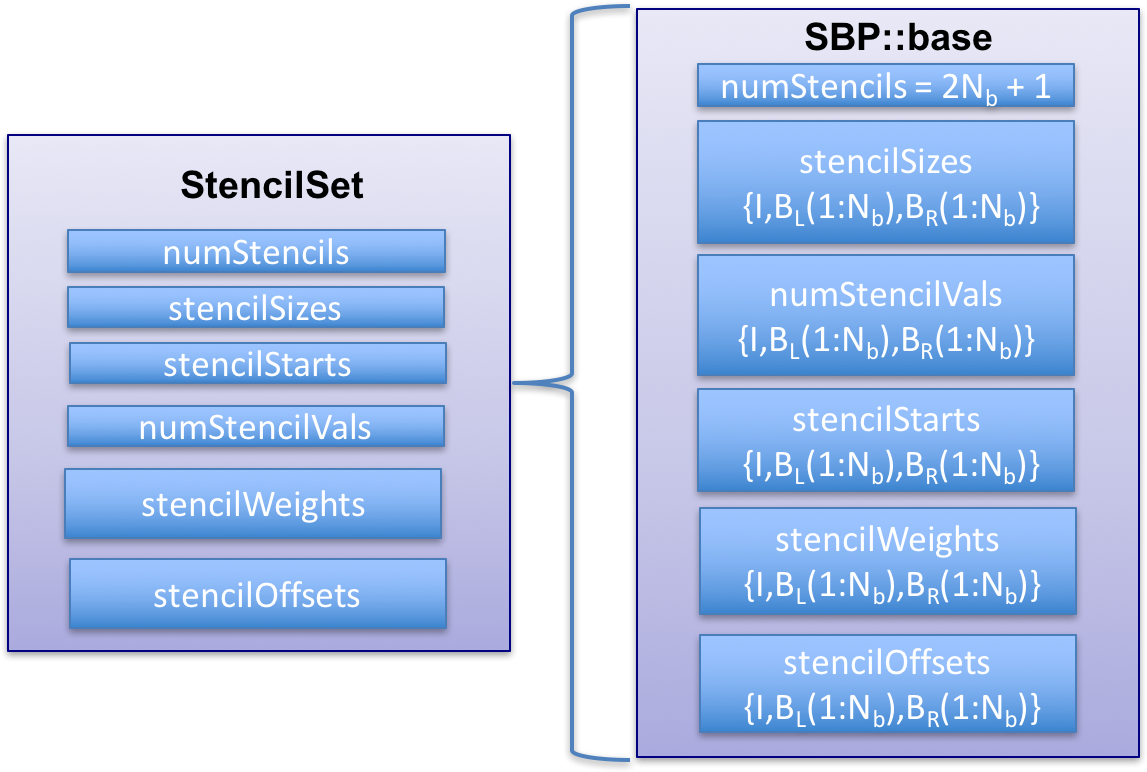 StencilSet
numStencils
stencilSizes
stencilStarts
numStencilVals
stencilWeights
stencilOffsets
SBP::base
numStencils = 2N_b + 1
stencilSizes
{I,B_L(1:N_b),B_R(1:N_b)}
numStencilVals
{I,B_L(1:N_b),B_R(1:N_b)}
stencilStarts
{I,B_L(1:N_b),B_R(1:N_b)}
stencilWeights
{I,B_L(1:N_b),B_R(1:N_b)}
stencilOffsets
{I,B_L(1:N_b),B_R(1:N_b)}